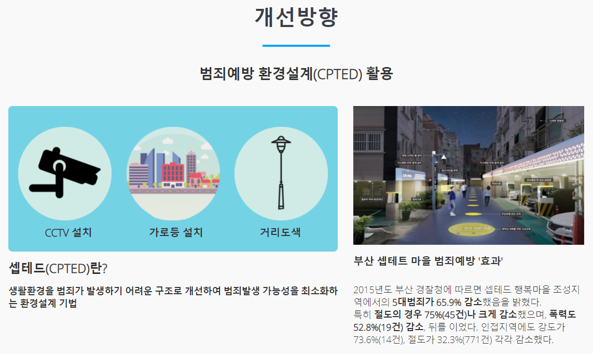 개선방향
범죄예방 환경설계(CPTED) 활용
CCTV 설치
가로등 설치
거리도색
셉테드(CPTED)란?
생활환경을 범죄가 발생하기 어려운 구조로 개선하여 범죄발생 가능성을 최소화하
는 환경설계 기법
부산 셉테트 마을 범죄예방 '효과'
2015년도 부산 경찰청에 따르면 셉테드 행복마을 조성지
역에서의 5대범죄가 65.9% 감소했음을 밝혔다.
특히 절도의 경우 75%(45건)나 크게 감소했으며, 폭력도
52.8%(19건) 감소, 뒤를 이었다. 인접지역에도 강도가
73.6%(14건), 절도가 32.3%(771건) 각각 감소했다.